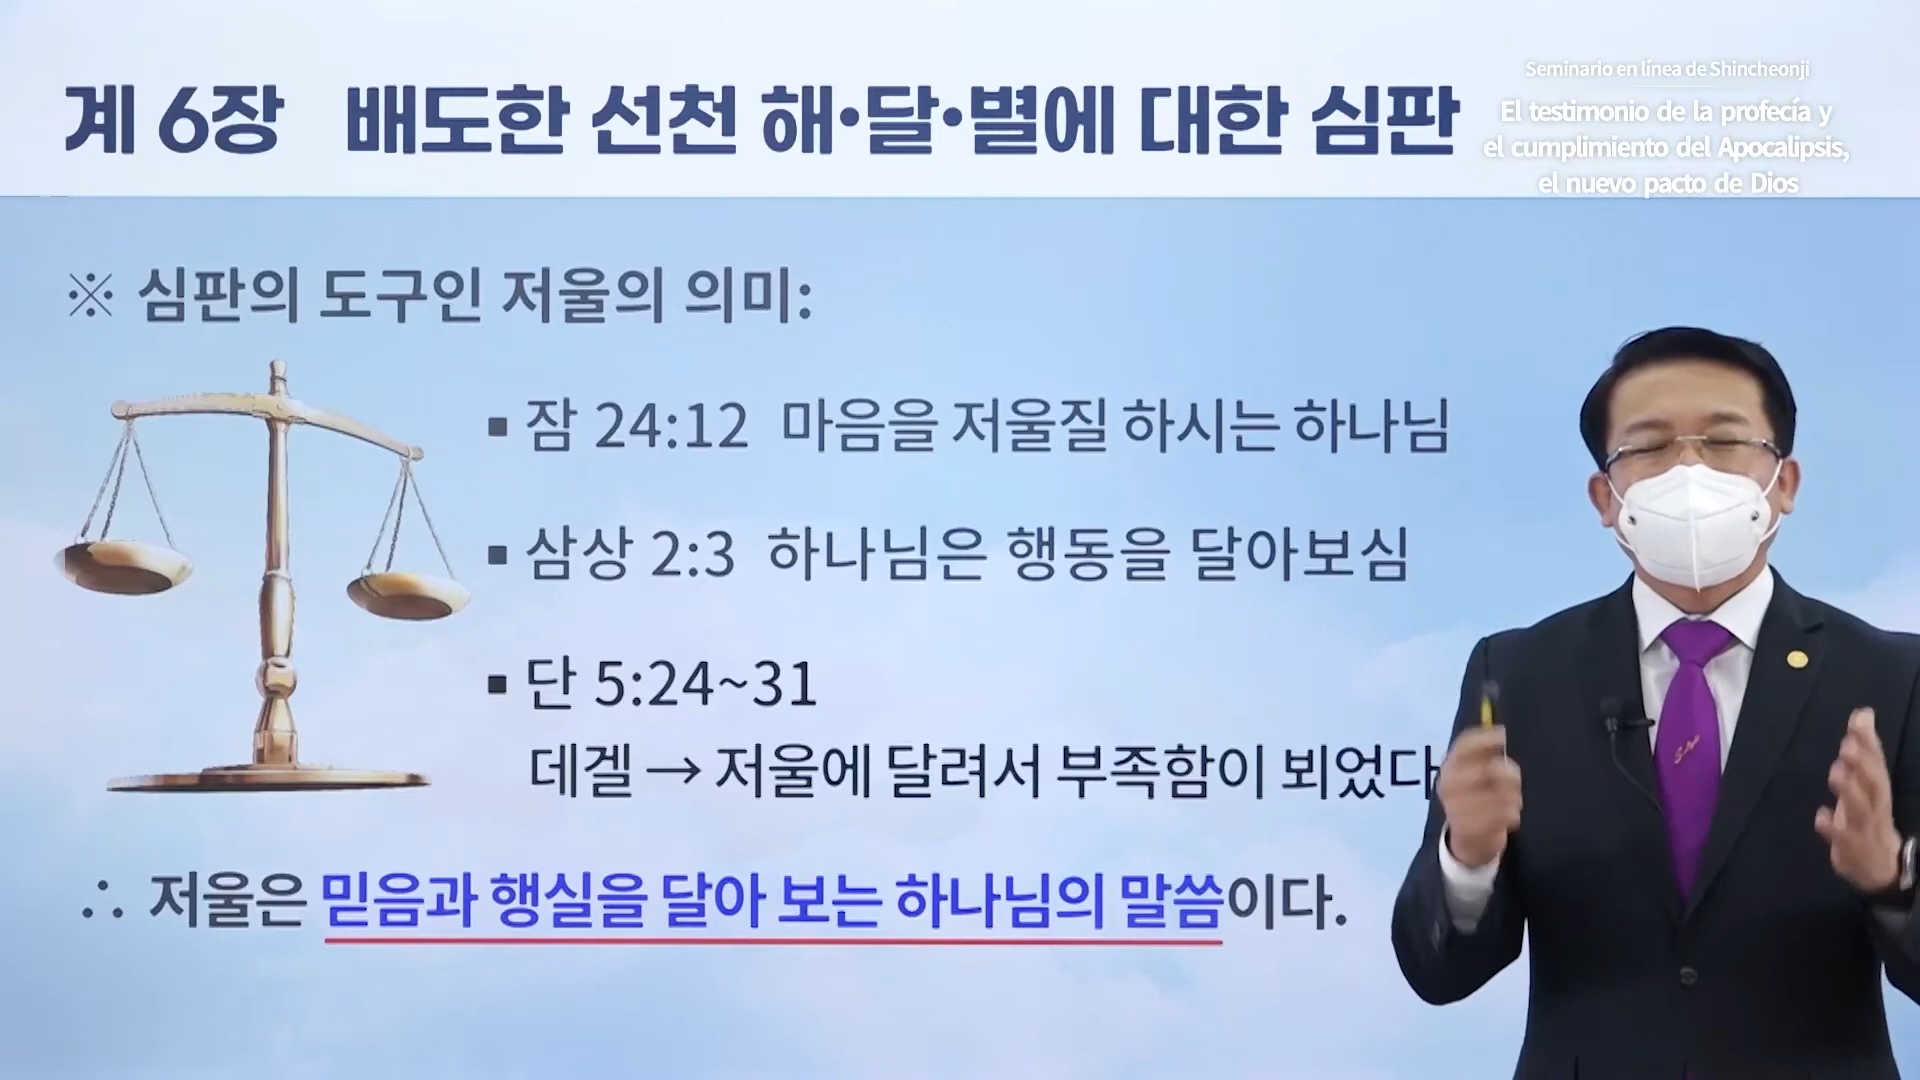 계 6장 배도한 선천 해·달·별에 대한 심판
Seminario en línea de Shincheonji
El testimonio de la profecía y
el cumplimiento del Apocalipsis,
el nuevo pacto de Dios
※ 심판의 도구인 저울의 의미:
▪ 잠 24:12 마음을 저울질 하시는 하나님
▪ 삼상 2:3 하나님은 행동을 달아보심
▪ 단 5:24~31
데겔 → 저울에 달려서 부족함이 뵈었다
∴ 저울은 믿음과 행실을 달아 보는 하나님의 말씀이다.